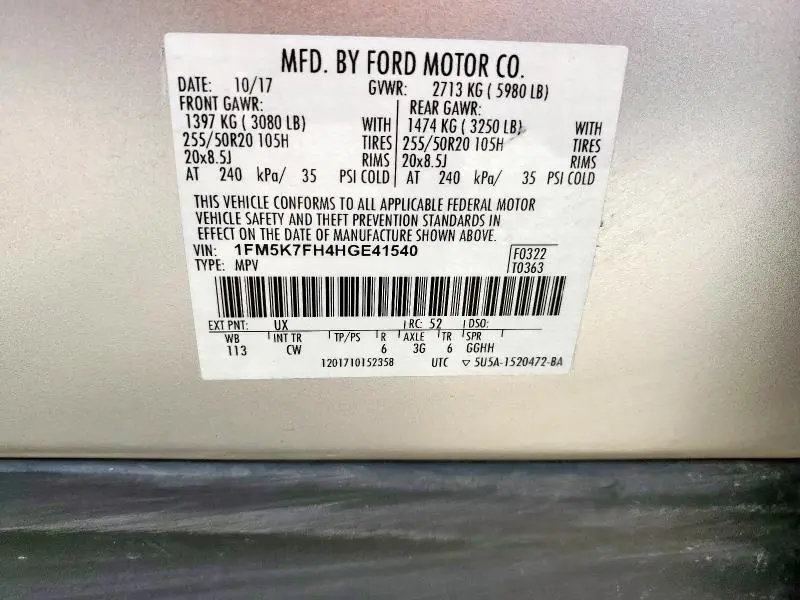 MFD. BY FORD MOTOR CO.
DATE: 10/17 GVWR: 2713 KG ( 5980 LB)
FRONT GAWR: REAR GAWR:
1397 KG ( 3080 LB) WITH 1474 KG ( 3250 LB) WITH
255/50R20 105H TIRES 255/50R20 105H TIRES
20x8.5J RIMS 20x8.5J RIMS
AT 240 kPa/ 35 PSI COLD AT 240 kPa/ 35 PSI COLD
THIS VEHICLE CONFORMS TO ALL APPLICABLE FEDERAL MOTOR
VEHICLE SAFETY AND THEFT PREVENTION STANDARDS IN
EFFECT ON THE DATE OF MANUFACTURE SHOWN ABOVE.
VIN: 1FM5K7FH4HGE41540 F0322
TYPE: MPV T0363
EXT PNT: UX RC: 52 DSO:
WB INT TR TP/PS R AXLE TR SPR
113 CW 6 3G 6 GGHH
1201710152358 UTC ▽ 5U5A-1520472-BA